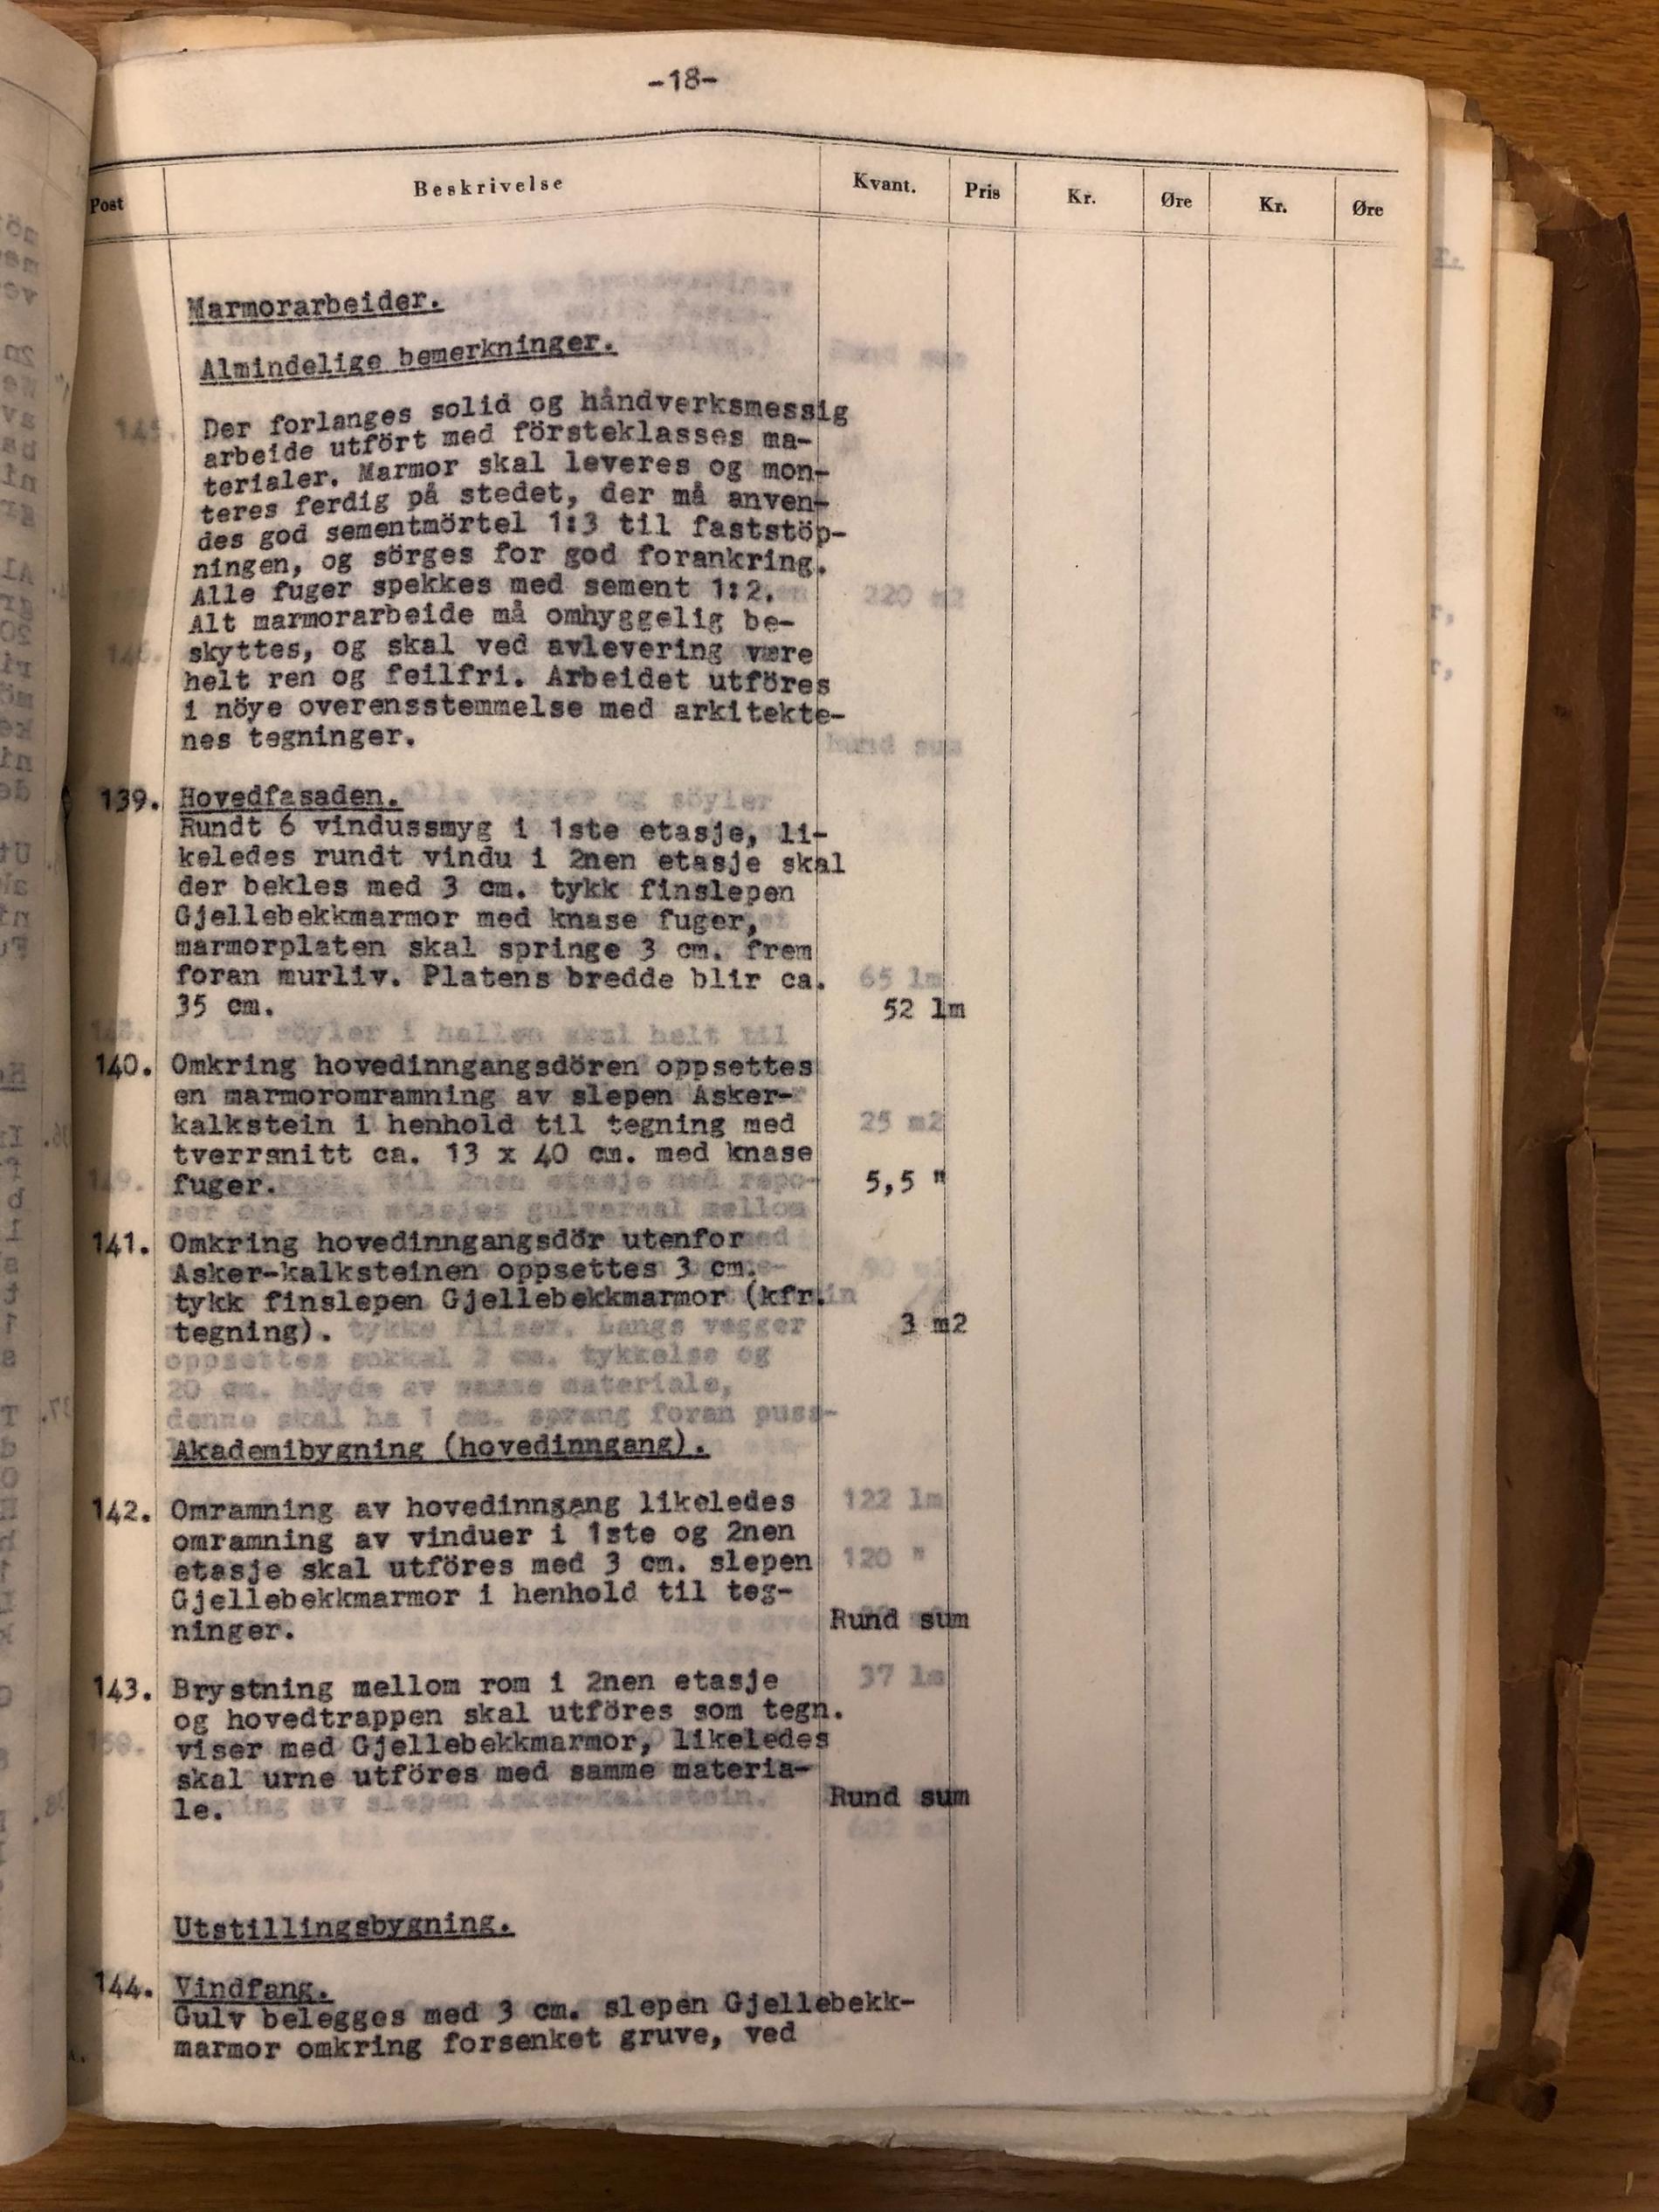 -18-
Post Beskrivelse Kvant. Pris Kr. Øre Kr. Øre
Marmorarbeider.
Almindelige bemerkninger.
Der forlanges solid og håndverksmessig
arbeide utfört med försteklasses ma-
terialer. Marmor skal leveres og mon-
teres ferdig på stedet, der må anven-
des god sementmörtel 1:3 til faststöp-
ningen, og sörges for god forankring.
Alle fuger spekkes med sement 1:2.
Alt marmorarbeide må omhyggelig be-
skyttes, og skal ved avlevering være
helt ren og feilfri. Arbeidet utföres
i nöye overensstemmelse med arkitekte-
nes tegninger.
139. Hovedfasaden.
Rundt 6 vindussmyg i 1ste etasje, li-
keledes rundt vindu i 2nen etasje skal
der bekles med 3 cm. tykk finslepen
Gjellebekkmarmor med knase fuger,
marmorplaten skal springe 3 cm. frem
foran murliv. Platens bredde blir ca.
35 cm. 52 lm
140. Omkring hovedinngangsdören oppsettes
en marmoromramning av slepen Asker-
kalkstein i henhold til tegning med
tverrsnitt ca. 13 x 40 cm. med knase
fuger. 5,5 "
141. Omkring hovedinngangsdör utenfor
Asker-kalksteinen oppsettes 3 cm.
tykk finslepen Gjellebekkmarmor (kfr.
tegning). 3 m2
Akademibygning (hovedinngang).
142. Omramning av hovedinngang likeledes
omramning av vinduer i 1ste og 2nen
etasje skal utföres med 3 cm. slepen
Gjellebekkmarmor i henhold til teg-
ninger. Rund sum
143. Brystning mellom rom i 2nen etasje
og hovedtrappen skal utföres som tegn.
viser med Gjellebekkmarmor, likeledes
skal urne utföres med samme materia-
le. Rund sum
Utstillingsbygning.
144. Vindfang.
Gulv belegges med 3 cm. slepen Gjellebekk-
marmor omkring forsenket gruve, ved